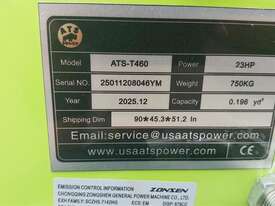 ATS
Model ATS-T460 Power 23HP
Serial NO. 25011208046YM Weight 750KG
Year 2025.12 Capacity 0.196 yd³
Shipping Dim 90*45.3*51.2 In
Email:service@usaatspower.com
http://www.usaatspower.com
EMISSION CONTROL INFORMATION ZONSEN
CHONGQING ZONGSHEN GENERAL POWER MACHINE CO.